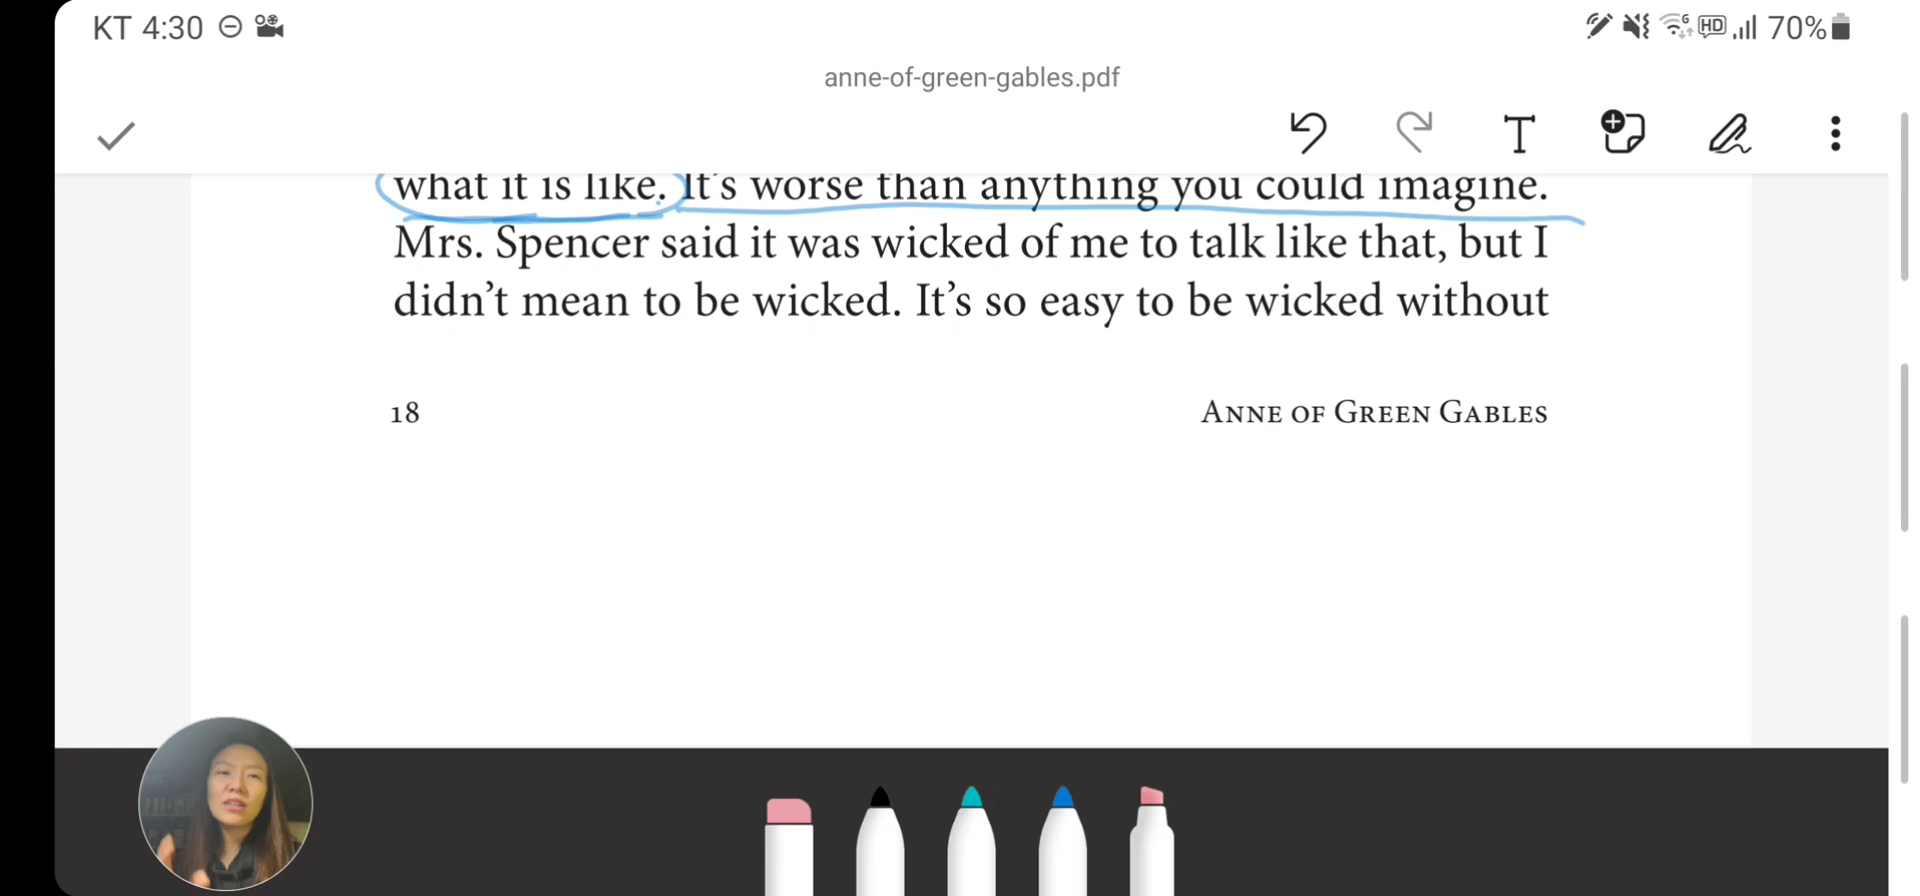 KT 4:30
6 HD 70%
anne-of-green-gables.pdf
T
what it is like. It’s worse than anything you could imagine.
Mrs. Spencer said it was wicked of me to talk like that, but I
didn’t mean to be wicked. It’s so easy to be wicked without
18 Anne of Green Gables